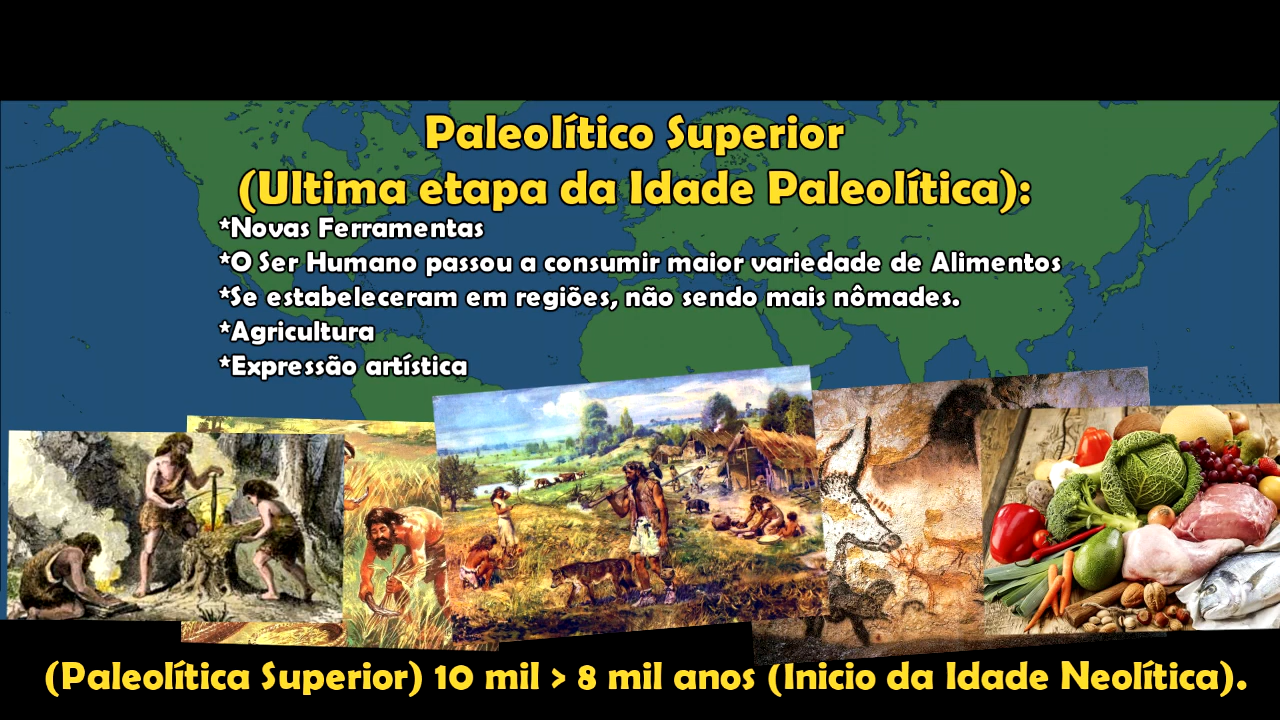 Paleolítico Superior
(Ultima etapa da Idade Paleolítica):
*Novas Ferramentas
*O Ser Humano passou a consumir maior variedade de Alimentos
*Se estabeleceram em regiões, não sendo mais nômades.
*Agricultura
*Expressão artística
(Paleolítica Superior) 10 mil > 8 mil anos (Inicio da Idade Neolítica).